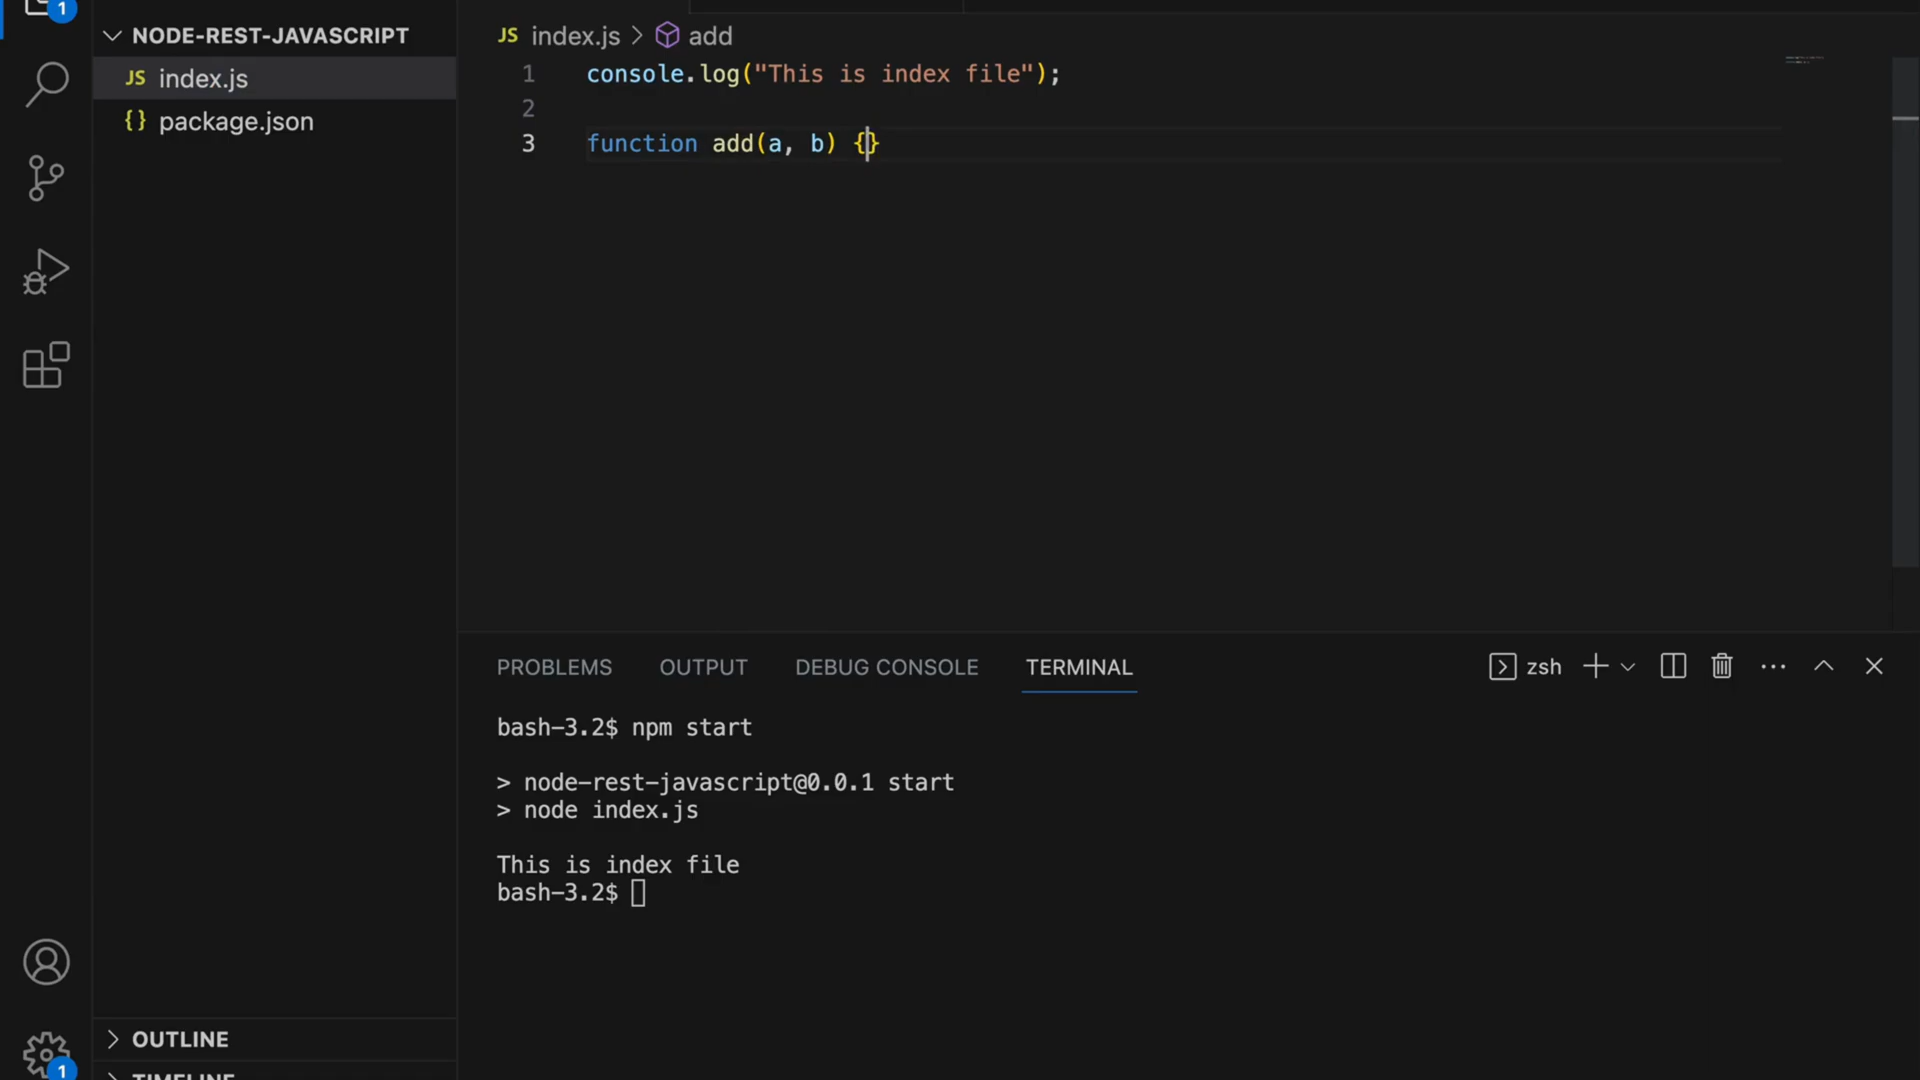 1
NODE-REST-JAVASCRIPT
JS index.js
{} package.json
JS index.js > add
1 console.log("This is index file");
2
3 function add(a, b) {}
PROBLEMS OUTPUT DEBUG CONSOLE TERMINAL zsh
bash-3.2$ npm start
> node-rest-javascript@0.0.1 start
> node index.js
This is index file
bash-3.2$
OUTLINE
1
TIMELINE